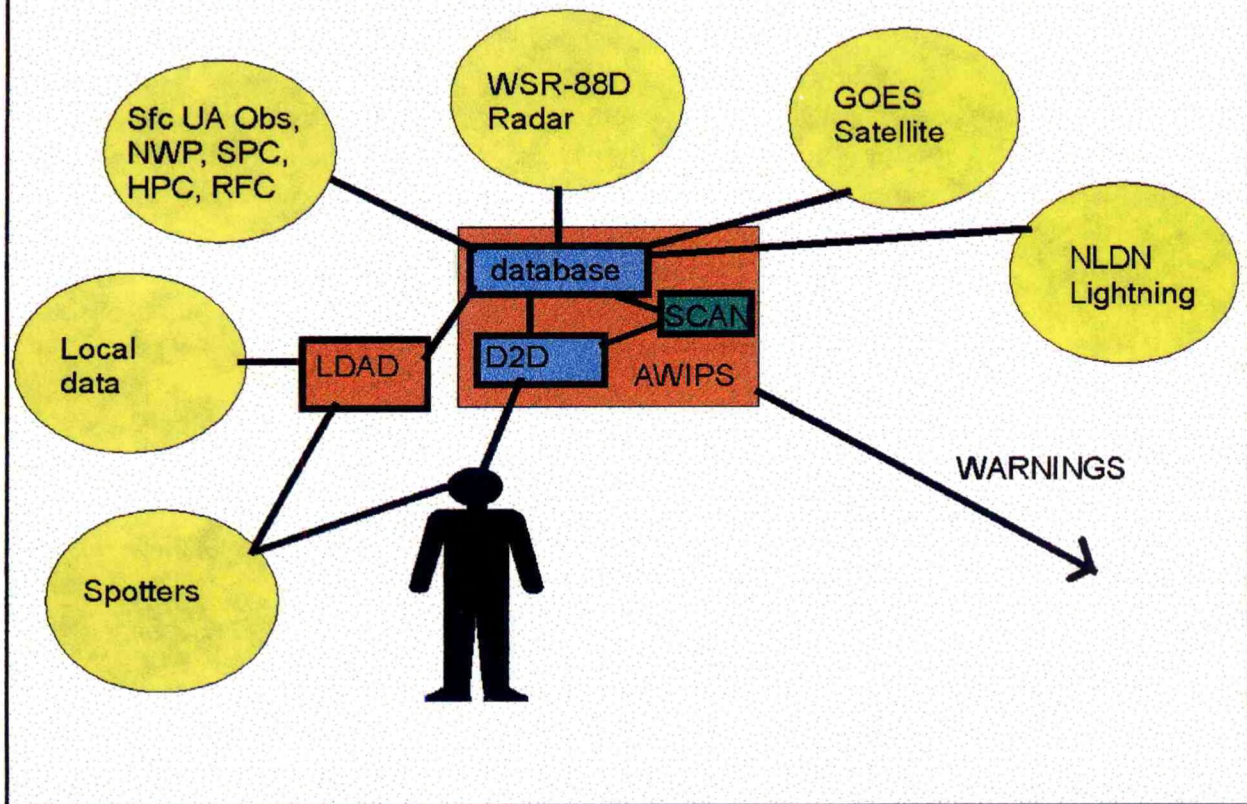 WSR-88D
Radar
GOES
Satellite
Sfc UA Obs,
NWP, SPC,
HPC, RFC
NLDN
Lightning
database
SCAN
D2D
AWIPS
LDAD
Local
data
WARNINGS
Spotters